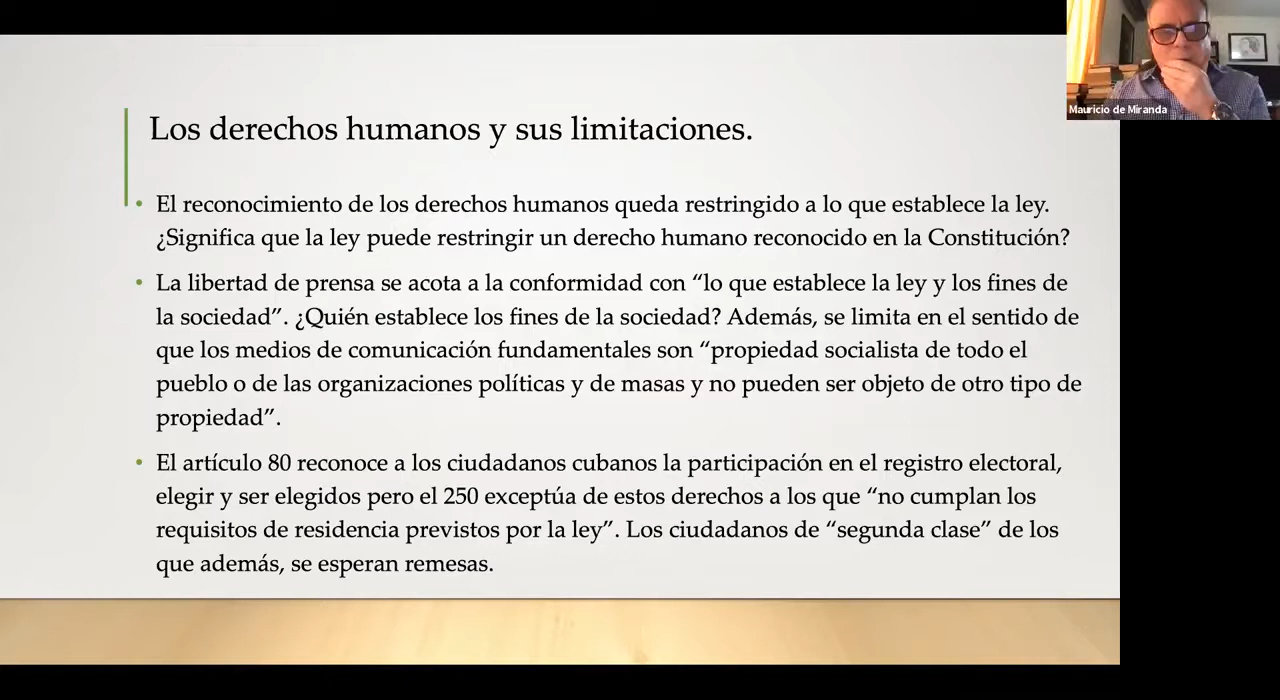 Mauricio de Miranda
Los derechos humanos y sus limitaciones.
• El reconocimiento de los derechos humanos queda restringido a lo que establece la ley.
¿Significa que la ley puede restringir un derecho humano reconocido en la Constitución?
• La libertad de prensa se acota a la conformidad con “lo que establece la ley y los fines de
la sociedad”. ¿Quién establece los fines de la sociedad? Además, se limita en el sentido de
que los medios de comunicación fundamentales son “propiedad socialista de todo el
pueblo o de las organizaciones políticas y de masas y no pueden ser objeto de otro tipo de
propiedad”.
• El artículo 80 reconoce a los ciudadanos cubanos la participación en el registro electoral,
elegir y ser elegidos pero el 250 exceptúa de estos derechos a los que “no cumplan los
requisitos de residencia previstos por la ley”. Los ciudadanos de “segunda clase” de los
que además, se esperan remesas.